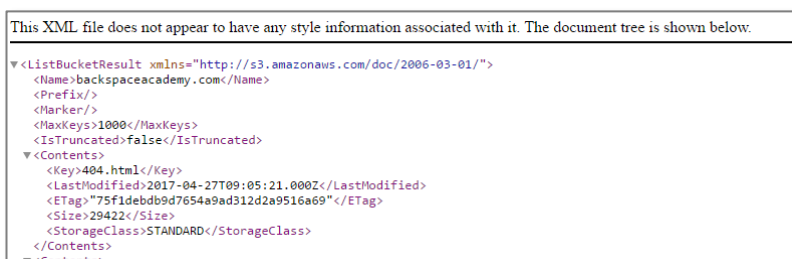 This XML file does not appear to have any style information associated with it. The document tree is shown below.
▼<ListBucketResult xmlns="http://s3.amazonaws.com/doc/2006-03-01/">
<Name>backspaceacademy.com</Name>
<Prefix/>
<Marker/>
<MaxKeys>1000</MaxKeys>
<IsTruncated>false</IsTruncated>
▼<Contents>
<Key>404.html</Key>
<LastModified>2017-04-27T09:05:21.000Z</LastModified>
<ETag>"75f1debdb9d7654a9ad312d2a9516a69"</ETag>
<Size>29422</Size>
<StorageClass>STANDARD</StorageClass>
</Contents>